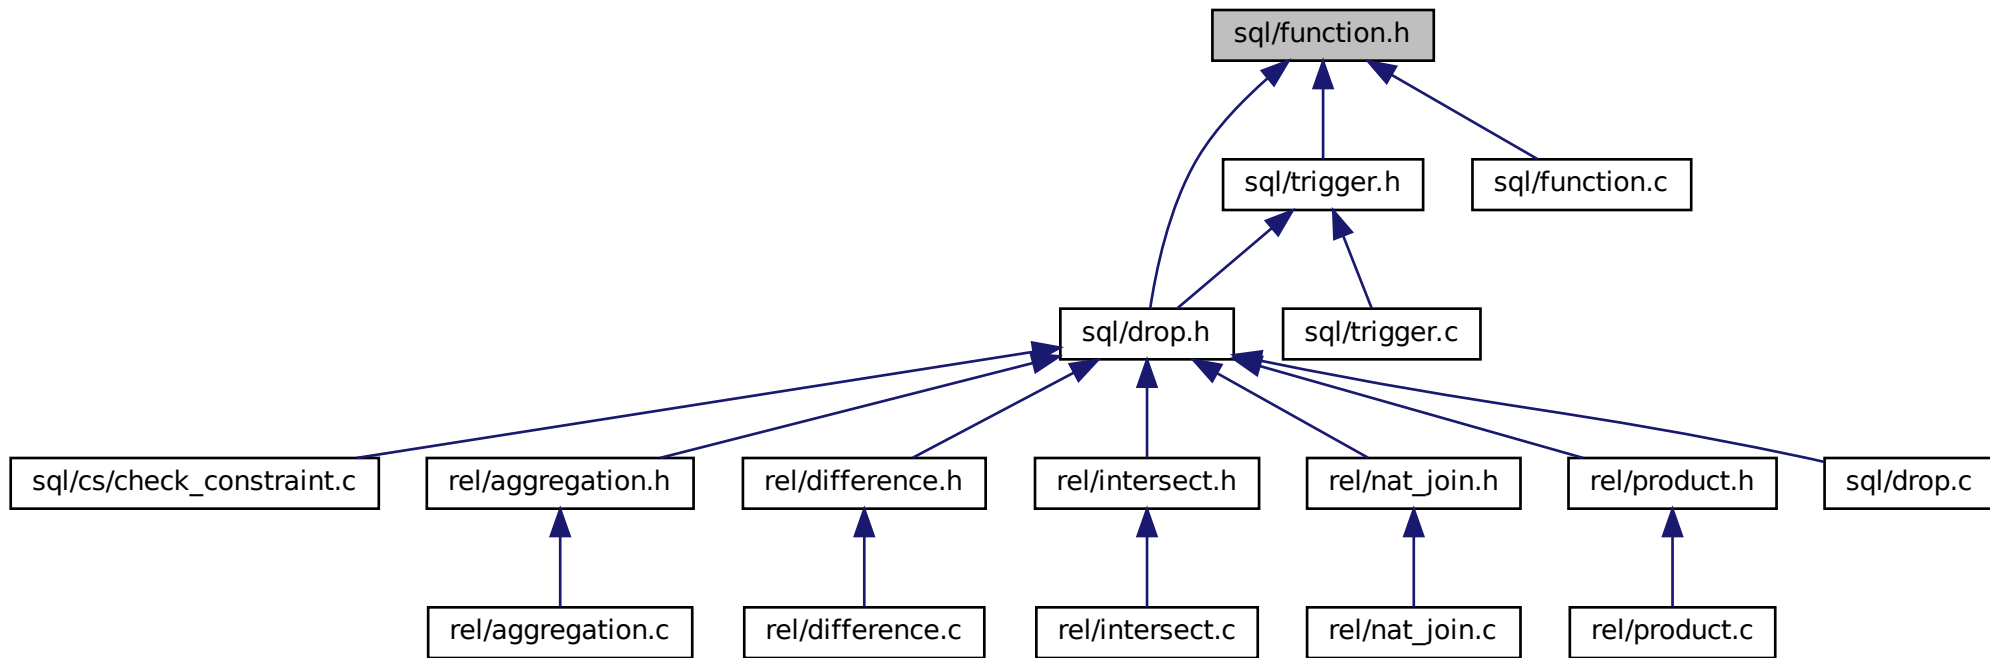 sql/function.h
sql/trigger.h
sql/function.c
sql/drop.h
sql/trigger.c
sql/cs/check_constraint.c
rel/aggregation.h
rel/difference.h
rel/intersect.h
rel/nat_join.h
rel/product.h
sql/drop.c
rel/aggregation.c
rel/difference.c
rel/intersect.c
rel/nat_join.c
rel/product.c